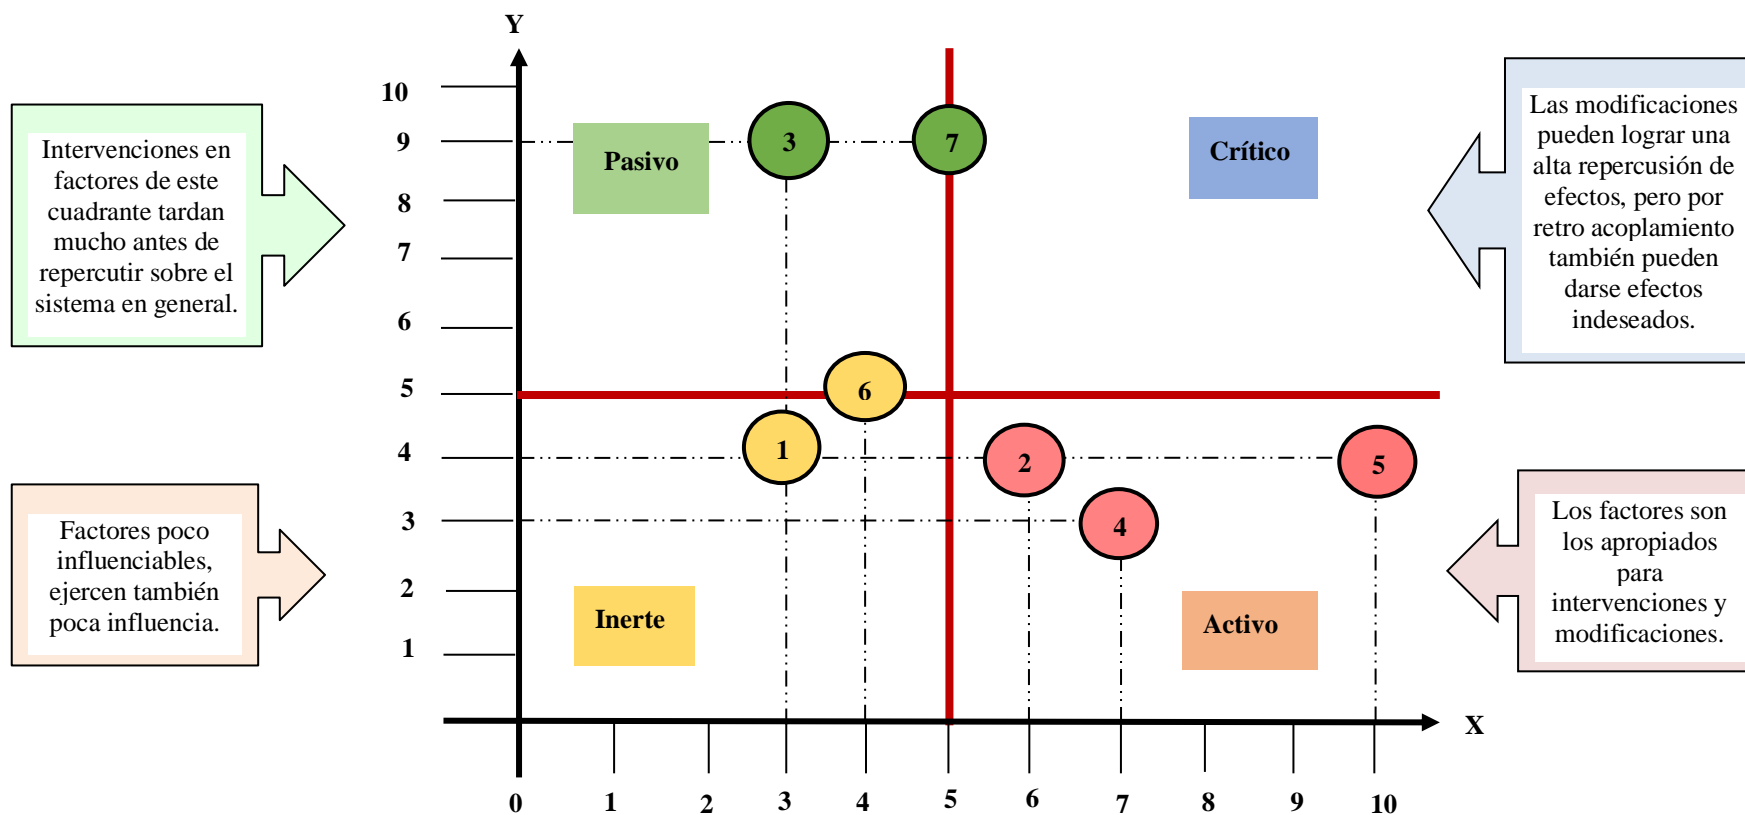 Y
10
9
8
7
6
5
4
3
2
1
0
1
2
3
4
5
6
7
8
9
10
X
Pasivo
Crítico
Inerte
Activo
3
7
6
1
2
5
4
Intervenciones en
factores de este
cuadrante tardan
mucho antes de
repercutir sobre el
sistema en general.
Las modificaciones
pueden lograr una
alta repercusión de
efectos, pero por
retro acoplamiento
también pueden
darse efectos
indeseados.
Factores poco
influenciables,
ejercen también
poca influencia.
Los factores son
los apropiados
para
intervenciones y
modificaciones.